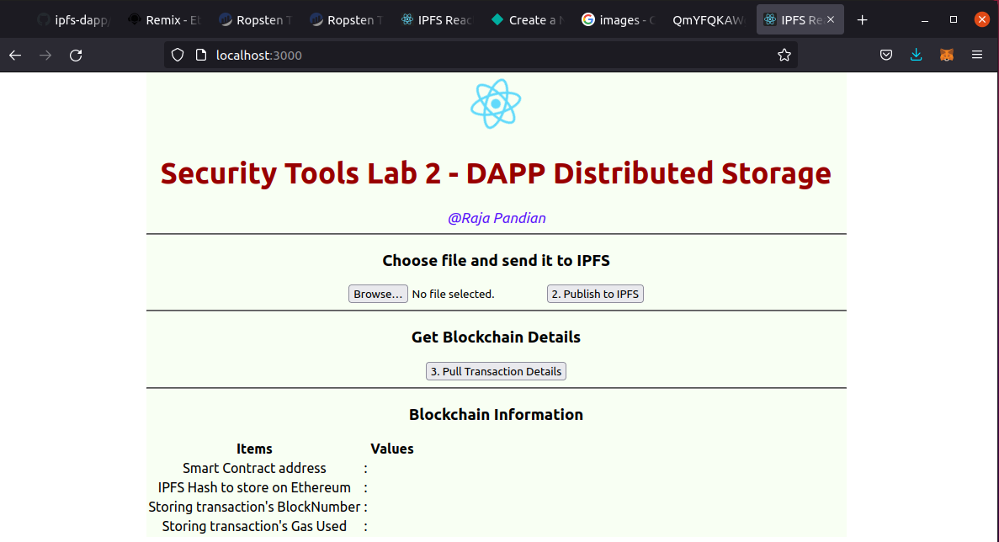 ipfs-dapp/ Remix - Et Ropsten T Ropsten T IPFS Reac Create a N images - G QmYFQKAW IPFS Re
localhost:3000
Security Tools Lab 2 - DAPP Distributed Storage
@Raja Pandian
Choose file and send it to IPFS
Browse... No file selected. 2. Publish to IPFS
Get Blockchain Details
3. Pull Transaction Details
Blockchain Information
Items Values
Smart Contract address :
IPFS Hash to store on Ethereum :
Storing transaction's BlockNumber :
Storing transaction's Gas Used :